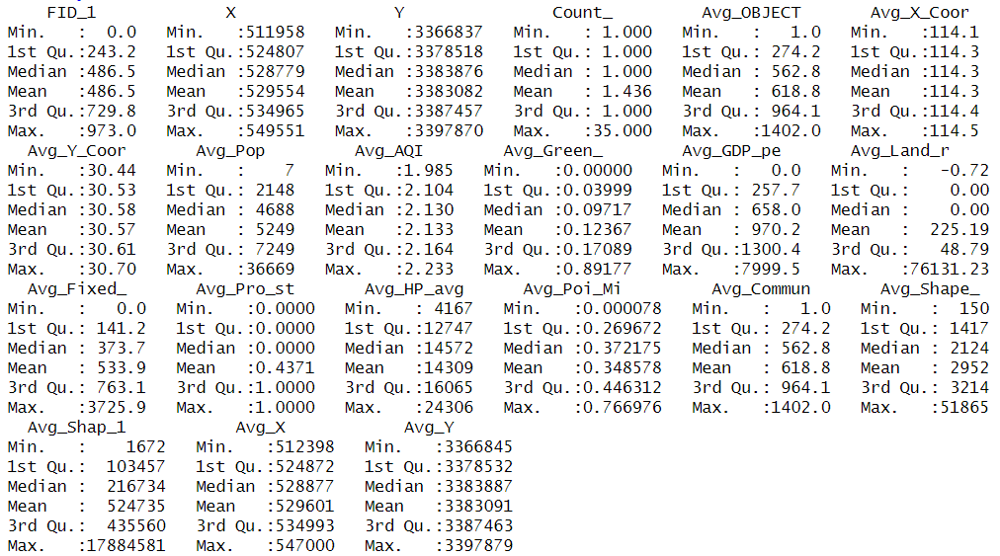 FID_1             X                Y               Count_         Avg_OBJECT       Avg_X_Coor
Min.   :  0.0   Min.   :511958   Min.   :3366837   Min.   : 1.000   Min.   :   1.0   Min.   :114.1
1st Qu.:243.2   1st Qu.:524807   1st Qu.:3378518   1st Qu.: 1.000   1st Qu.: 274.2   1st Qu.:114.3
Median :486.5   Median :528779   Median :3383876   Median : 1.000   Median : 562.8   Median :114.3
Mean   :486.5   Mean   :529554   Mean   :3383082   Mean   : 1.436   Mean   : 618.8   Mean   :114.3
3rd Qu.:729.8   3rd Qu.:534965   3rd Qu.:3387457   3rd Qu.: 1.000   3rd Qu.: 964.1   3rd Qu.:114.4
Max.   :973.0   Max.   :549551   Max.   :3397870   Max.   :35.000   Max.   :1402.0   Max.   :114.5
  Avg_Y_Coor       Avg_Pop         Avg_AQI        Avg_Green_        Avg_GDP_pe       Avg_Land_r
Min.   :30.44   Min.   :    7   Min.   :1.985   Min.   :0.00000   Min.   :   0.0   Min.   :   -0.72
1st Qu.:30.53   1st Qu.: 2148   1st Qu.:2.104   1st Qu.:0.03999   1st Qu.: 257.7   1st Qu.:    0.00
Median :30.58   Median : 4688   Median :2.130   Median :0.09717   Median : 658.0   Median :    0.00
Mean   :30.57   Mean   : 5249   Mean   :2.133   Mean   :0.12367   Mean   : 970.2   Mean   :  225.19
3rd Qu.:30.61   3rd Qu.: 7249   3rd Qu.:2.164   3rd Qu.:0.17089   3rd Qu.:1300.4   3rd Qu.:   48.79
Max.   :30.70   Max.   :36669   Max.   :2.233   Max.   :0.89177   Max.   :7999.5   Max.   :76131.23
  Avg_Fixed_       Avg_Pro_st       Avg_HP_avg      Avg_Poi_Mi         Avg_Commun       Avg_Shape_
Min.   :   0.0   Min.   :0.0000   Min.   : 4167   Min.   :0.000078   Min.   :   1.0   Min.   :  150
1st Qu.: 141.2   1st Qu.:0.0000   1st Qu.:12747   1st Qu.:0.269672   1st Qu.: 274.2   1st Qu.: 1417
Median : 373.7   Median :0.0000   Median :14572   Median :0.372175   Median : 562.8   Median : 2124
Mean   : 533.9   Mean   :0.4371   Mean   :14309   Mean   :0.348578   Mean   : 618.8   Mean   : 2952
3rd Qu.: 763.1   3rd Qu.:1.0000   3rd Qu.:16065   3rd Qu.:0.446312   3rd Qu.: 964.1   3rd Qu.: 3214
Max.   :3725.9   Max.   :1.0000   Max.   :24306   Max.   :0.766976   Max.   :1402.0   Max.   :51865
  Avg_Shap_1           Avg_X            Avg_Y
Min.   :    1672   Min.   :512398   Min.   :3366845
1st Qu.:  103457   1st Qu.:524872   1st Qu.:3378532
Median :  216734   Median :528877   Median :3383887
Mean   :  524735   Mean   :529601   Mean   :3383091
3rd Qu.:  435560   3rd Qu.:534993   3rd Qu.:3387463
Max.   :17884581   Max.   :547000   Max.   :3397879